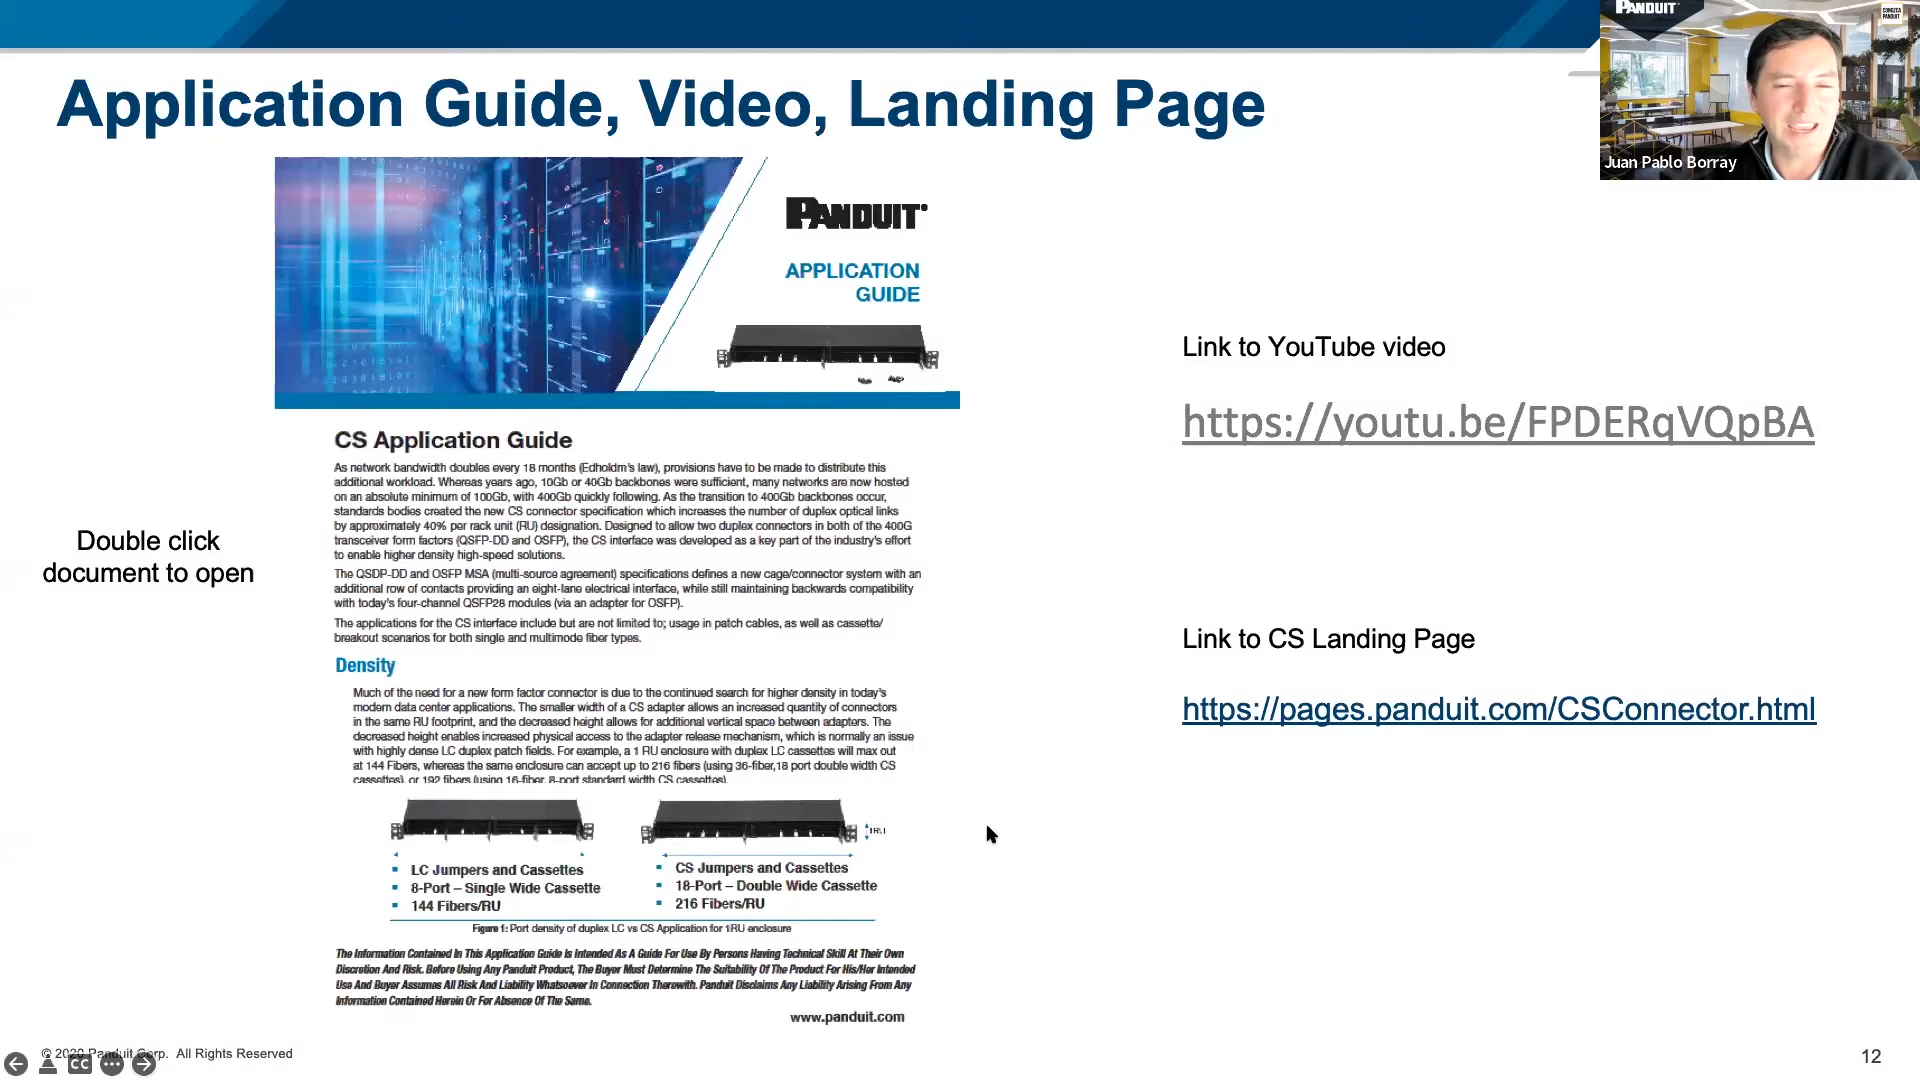 PANDUIT
CONOZCA
PANDUIT
Juan Pablo Borray
Application Guide, Video, Landing Page
PANDUIT
APPLICATION
GUIDE
CS Application Guide
As network bandwidth doubles every 18 months (Edholdm's law), provisions have to be made to distribute this
additional workload. Whereas years ago, 10Gb or 40Gb backbones were sufficient, many networks are now hosted
on an absolute minimum of 100Gb, with 400Gb quickly following. As the transition to 400Gb backbones occur,
standards bodies created the new CS connector specification which increases the number of duplex optical links
by approximately 40% per rack unit (RU) designation. Designed to allow two duplex connectors in both of the 400G
transceiver form factors (QSFP-DD and OSFP), the CS interface was developed as a key part of the industry's effort
to enable higher density high-speed solutions.
The QSDP-DD and OSFP MSA (multi-source agreement) specifications defines a new cage/connector system with an
additional row of contacts providing an eight-lane electrical interface, while still maintaining backwards compatibility
with today's four-channel QSFP28 modules (via an adapter for OSFP).
The applications for the CS interface include but are not limited to; usage in patch cables, as well as cassette/
breakout scenarios for both single and multimode fiber types.
Density
Much of the need for a new form factor connector is due to the continued search for higher density in today's
modern data center applications. The smaller width of a CS adapter allows an increased quantity of connectors
in the same RU footprint, and the decreased height allows for additional vertical space between adapters. The
decreased height enables increased physical access to the adapter release mechanism, which is normally an issue
with highly dense LC duplex patch fields. For example, a 1 RU enclosure with duplex LC cassettes will max out
at 144 Fibers, whereas the same enclosure can accept up to 216 fibers (using 36-fiber,18 port double width CS
cassettes), or 192 fibers (using 16-fiber, 8-port standard width CS cassettes).
1RU
LC Jumpers and Cassettes
8-Port – Single Wide Cassette
144 Fibers/RU
CS Jumpers and Cassettes
18-Port – Double Wide Cassette
216 Fibers/RU
Figure 1: Port density of duplex LC vs CS Application for 1RU enclosure
The Information Contained In This Application Guide Is Intended As A Guide For Use By Persons Having Technical Skill At Their Own
Discretion And Risk. Before Using Any Panduit Product, The Buyer Must Determine The Suitability Of The Product For His/Her Intended
Use And Buyer Assumes All Risk And Liability Whatsoever In Connection Therewith. Panduit Disclaims Any Liability Arising From Any
Information Contained Herein Or For Absence Of The Same.
www.panduit.com
Double click
document to open
Link to YouTube video
https://youtu.be/FPDERqVQpBA
Link to CS Landing Page
https://pages.panduit.com/CSConnector.html
© 2020 Panduit Corp. All Rights Reserved
CC
12